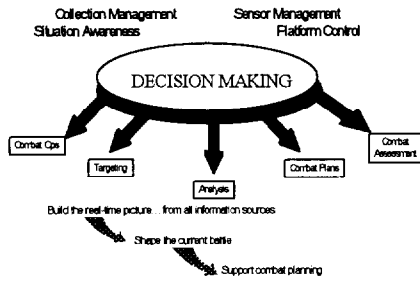 Collection Management
Sensor Management
Situation Awareness
Platform Control
DECISION MAKING
Combat Ops
Combat
Assessment
Targeting
Combat Plans
Analysis
Build the real-time picture... from all information sources
Shape the current battle
Support combat planning